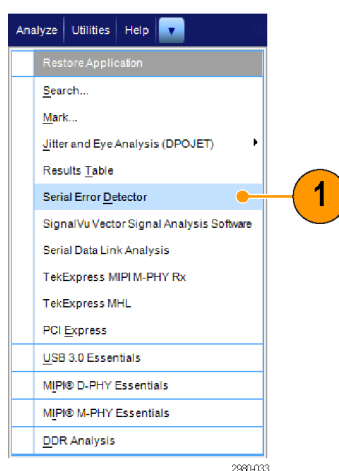 Analyze Utilities Help
Restore Application
Search...
Mark...
Jitter and Eye Analysis (DPOJET)
Results Table
Serial Error Detector
1
SignalVu Vector Signal Analysis Software
Serial Data Link Analysis
TekExpress MIPI M-PHY Rx
TekExpress MHL
PCI Express
USB 3.0 Essentials
MIPI® D-PHY Essentials
MIPI® M-PHY Essentials
DDR Analysis
2980-033